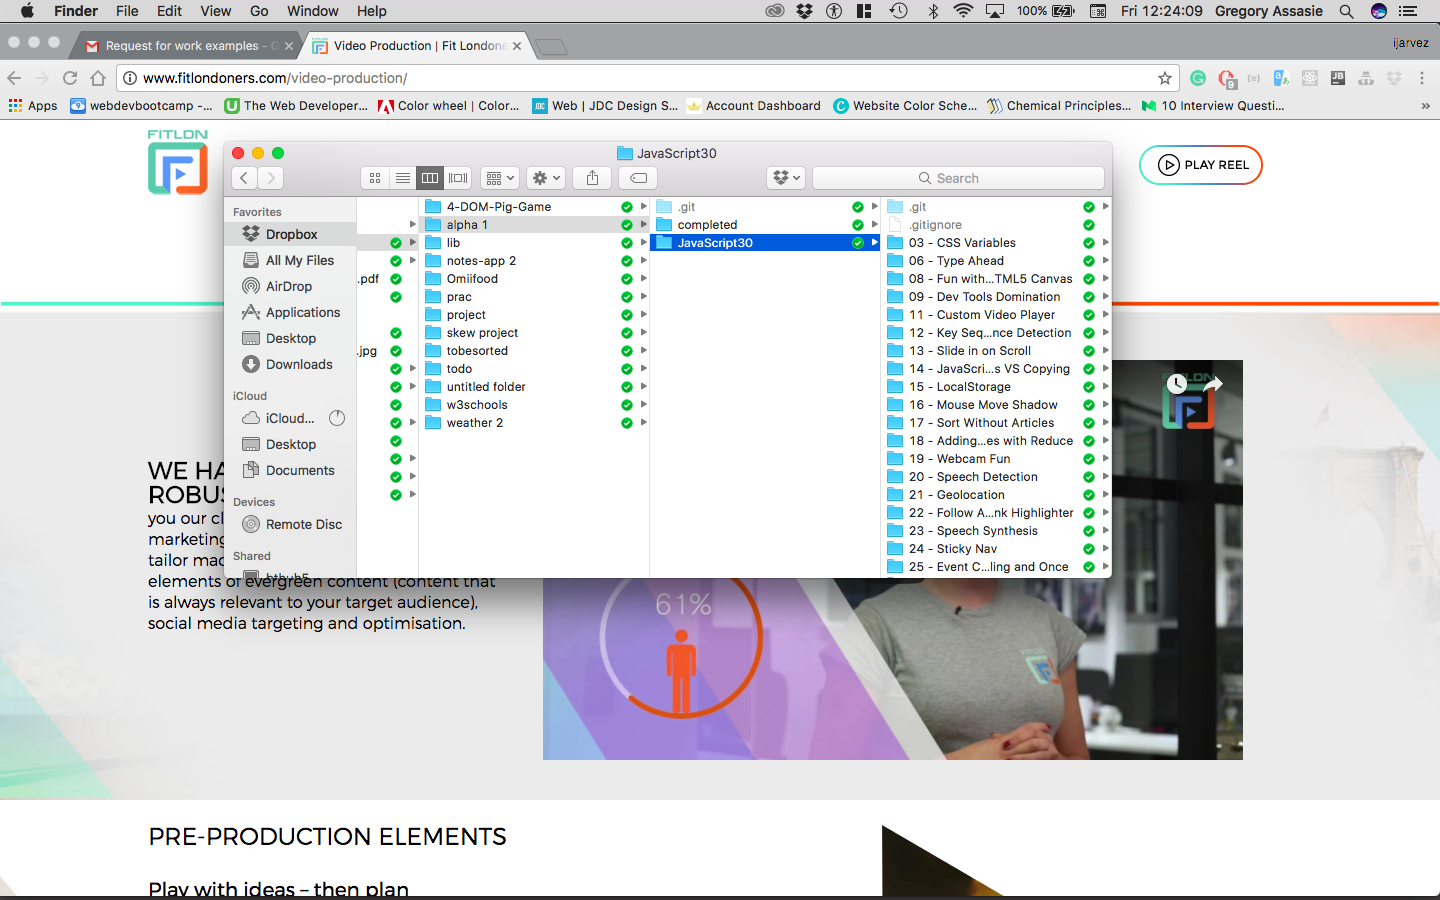 Finder File Edit View Go Window Help 100% Fri 12:24:09 Gregory Assasie
Request for work examples - G Video Production | Fit Londone ijarvez
www.fitlondoners.com/video-production/
Apps webdevbootcamp -... The Web Developer... Color wheel | Color... Web | JDC Design S... Account Dashboard Website Color Sche... Chemical Principles... 10 Interview Questi... »
FITLDN
PLAY REEL
JavaScript30
Search
Favorites
Dropbox
All My Files
AirDrop
Applications
Desktop
Downloads
iCloud
iCloud...
Desktop
Documents
Devices
Remote Disc
Shared
bthub5
.pdf
.jpg
4-DOM-Pig-Game
alpha 1
lib
notes-app 2
Omiifood
prac
project
skew project
tobesorted
todo
untitled folder
w3schools
weather 2
.git
completed
JavaScript30
.git
.gitignore
03 - CSS Variables
06 - Type Ahead
08 - Fun with...TML5 Canvas
09 - Dev Tools Domination
11 - Custom Video Player
12 - Key Seq...nce Detection
13 - Slide in on Scroll
14 - JavaScri...s VS Copying
15 - LocalStorage
16 - Mouse Move Shadow
17 - Sort Without Articles
18 - Adding...es with Reduce
19 - Webcam Fun
20 - Speech Detection
21 - Geolocation
22 - Follow A...nk Highlighter
23 - Speech Synthesis
24 - Sticky Nav
25 - Event C...ling and Once
WE HA
ROBUS
you our cl
marketing
tailor mad
elements of evergreen content (content that
is always relevant to your target audience),
social media targeting and optimisation.
FITLDN
61%
PRE-PRODUCTION ELEMENTS
Play with ideas – then plan